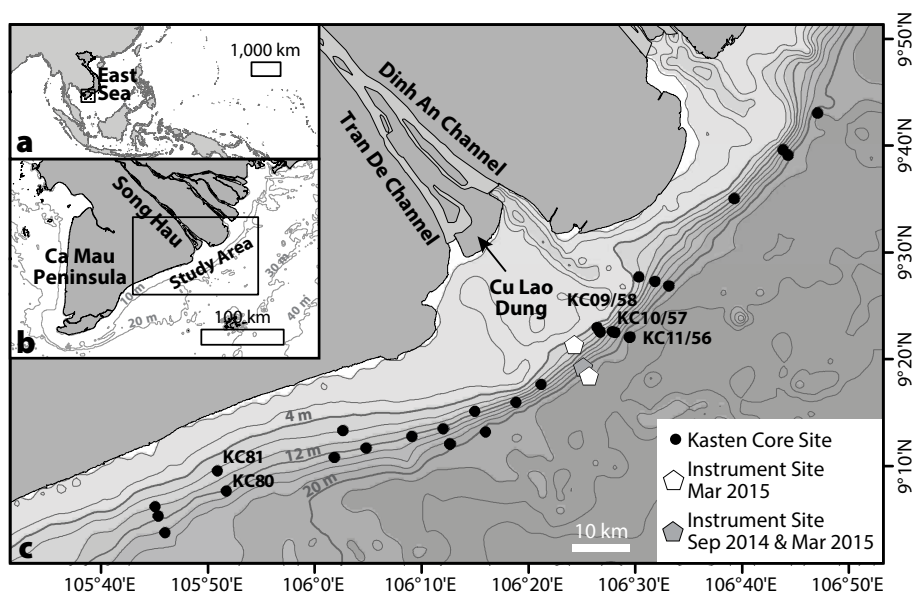 1,000 km
East
Sea
a
Song Hau
Ca Mau
Peninsula
Study Area
10 m
20 m
30 m
40 m
100 km
b
Dinh An Channel
Tran De Channel
Cu Lao
Dung
KC09/58
KC10/57
KC11/56
4 m
12 m
20 m
KC81
KC80
c
10 km
Kasten Core Site
Instrument Site
Mar 2015
Instrument Site
Sep 2014 & Mar 2015
9°50'N
9°40'N
9°30'N
9°20'N
9°10'N
105°40'E
105°50'E
106°0'E
106°10'E
106°20'E
106°30'E
106°40'E
106°50'E